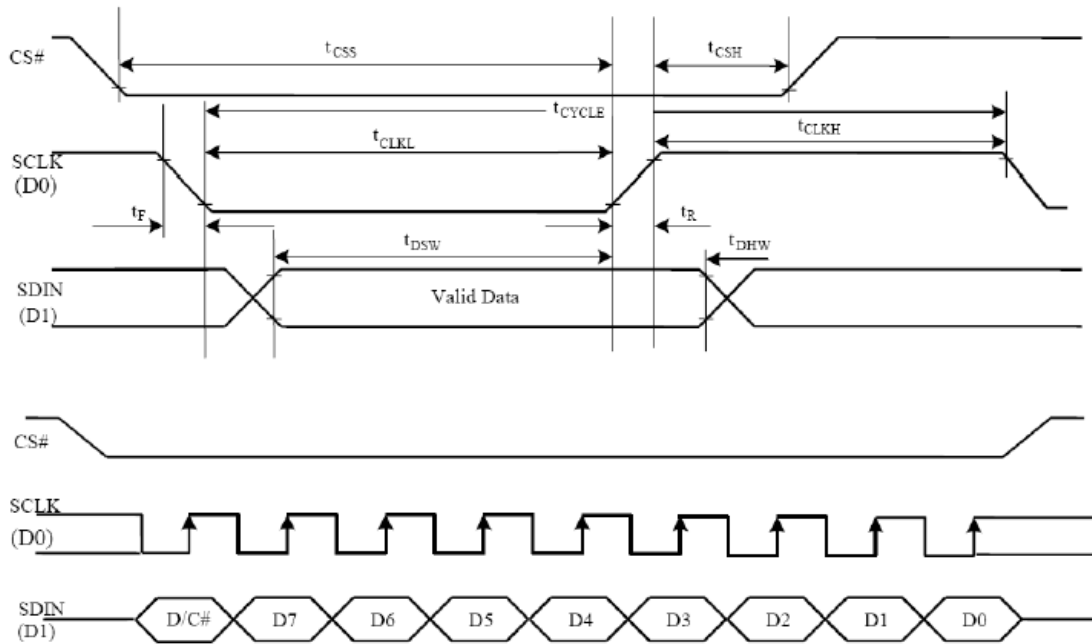 CS#
tCSS
tCSH
tCYCLE
tCLKL
tCLKH
SCLK
(D0)
tF
tR
tDSW
tDHW
SDIN
(D1)
Valid Data
CS#
SCLK
(D0)
SDIN
(D1)
D/C# D7 D6 D5 D4 D3 D2 D1 D0